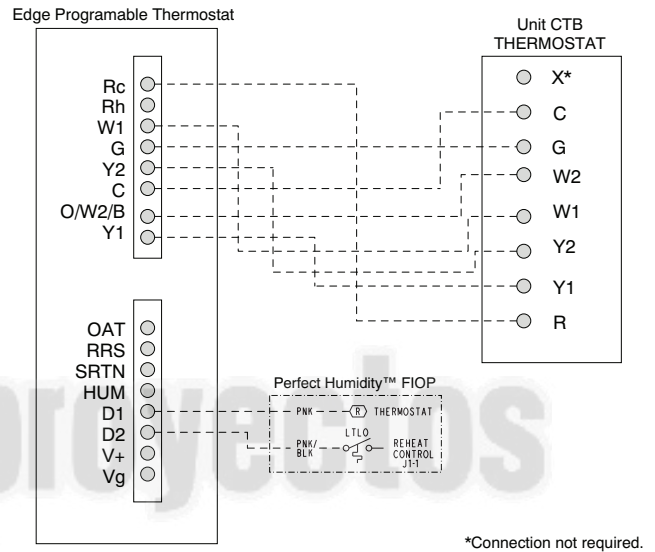 Edge Programable Thermostat
Rc
Rh
W1
G
Y2
C
O/W2/B
Y1
OAT
RRS
SRTN
HUM
D1
D2
V+
Vg
Unit CTB
THERMOSTAT
X*
C
G
W2
W1
Y2
Y1
R
Perfect Humidity™ FIOP
PNK R THERMOSTAT
LTLO
PNK/
BLK
REHEAT
CONTROL
J1-1
proyectos
*Connection not required.